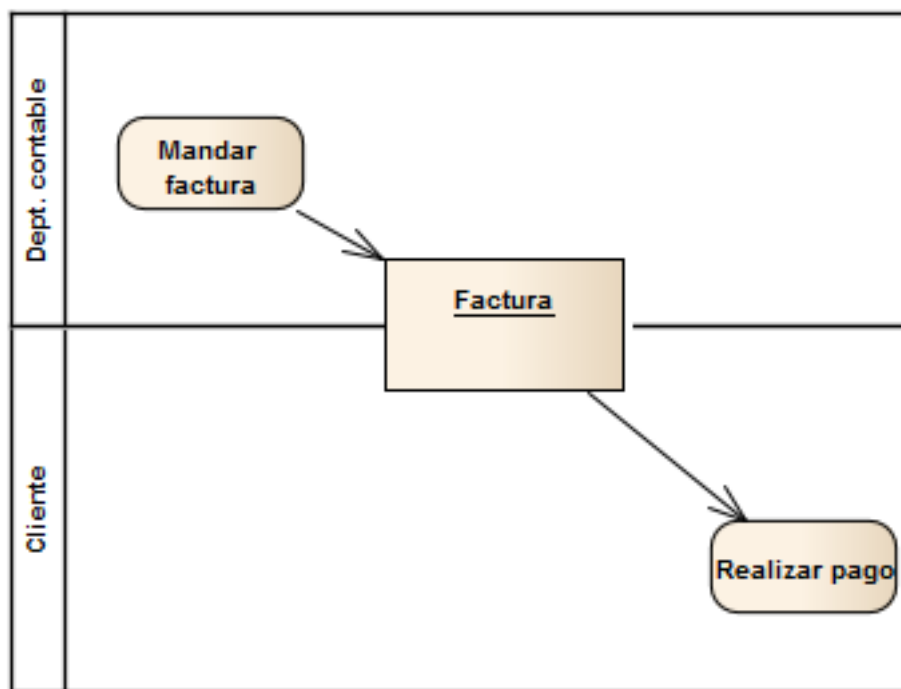 Dept. contable
Mandar
factura
Factura
Cliente
Realizar pago